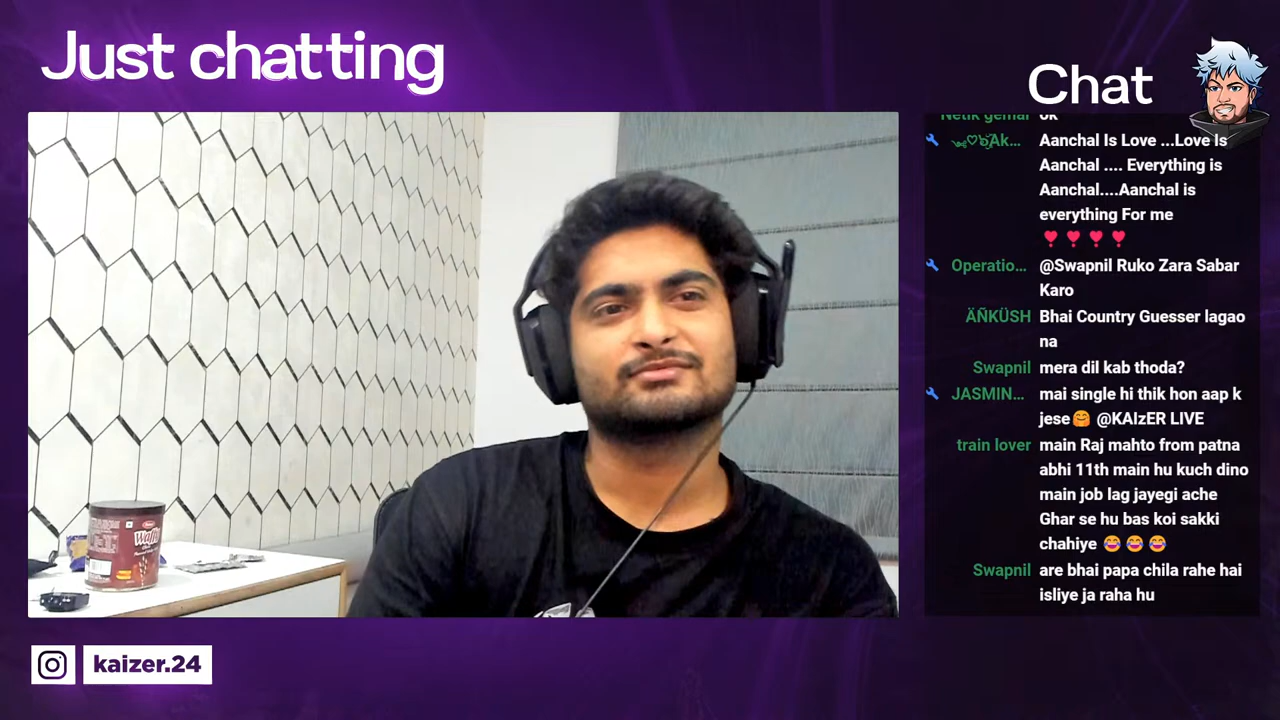 Just chatting
Chat
ok
Aanchal Is Love ...Love Is
Aanchal .... Everything is
Aanchal....Aanchal is
everything For me
❣❣❣❣
Operatio... @Swapnil Ruko Zara Sabar
Karo
ÄÑKÜSH Bhai Country Guesser lagao
na
Swapnil mera dil kab thoda?
JASMIN... mai single hi thik hon aap k
jese🤗 @KAIzER LIVE
train lover main Raj mahto from patna
abhi 11th main hu kuch dino
main job lag jayegi ache
Ghar se hu bas koi sakki
chahiye 😂😂😂
Swapnil are bhai papa chila rahe hai
isliye ja raha hu
kaizer.24